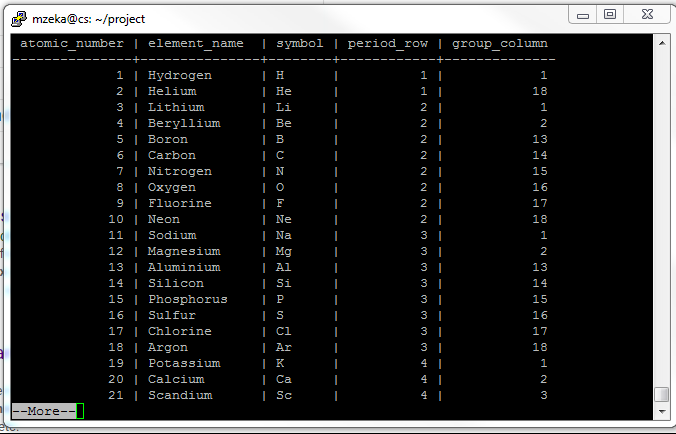 mzeka@cs: ~/project
atomic_number | element_name | symbol | period_row | group_column
---------------+--------------+--------+------------+--------------
1 | Hydrogen | H | 1 | 1
2 | Helium | He | 1 | 18
3 | Lithium | Li | 2 | 1
4 | Beryllium | Be | 2 | 2
5 | Boron | B | 2 | 13
6 | Carbon | C | 2 | 14
7 | Nitrogen | N | 2 | 15
8 | Oxygen | O | 2 | 16
9 | Fluorine | F | 2 | 17
10 | Neon | Ne | 2 | 18
11 | Sodium | Na | 3 | 1
12 | Magnesium | Mg | 3 | 2
13 | Aluminium | Al | 3 | 13
14 | Silicon | Si | 3 | 14
15 | Phosphorus | P | 3 | 15
16 | Sulfur | S | 3 | 16
17 | Chlorine | Cl | 3 | 17
18 | Argon | Ar | 3 | 18
19 | Potassium | K | 4 | 1
20 | Calcium | Ca | 4 | 2
21 | Scandium | Sc | 4 | 3
--More--